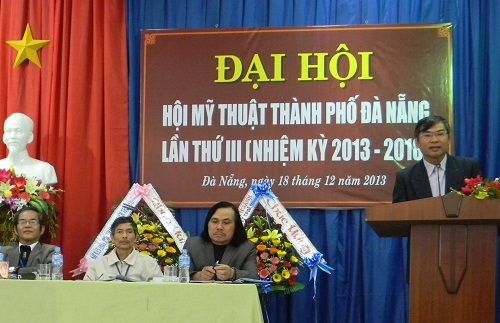 ĐẠI HỘI
HỘI MỸ THUẬT THÀNH PHỐ ĐÀ NẴNG
LẦN THỨ III (NHIỆM KỲ 2013 - 2018
Đà Nẵng, ngày 18 tháng 12 năm 2013